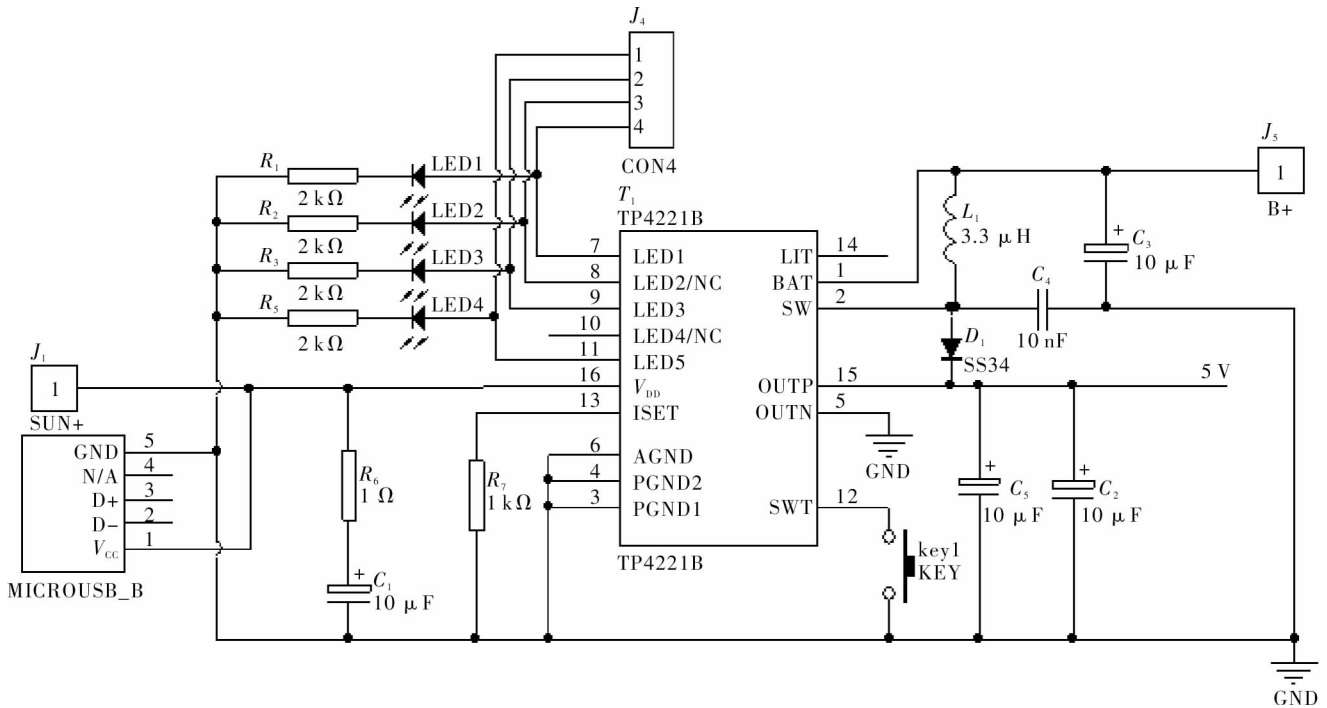 J₄
1
2
3
4
CON4
R₁
2 kΩ
LED1
R₂
2 kΩ
LED2
R₃
2 kΩ
LED3
R₅
2 kΩ
LED4
T₁
TP4221B
7 LED1
8 LED2/NC
9 LED3
10 LED4/NC
11 LED5
16 V_DD
13 ISET
6 AGND
4 PGND2
3 PGND1
LIT 14
BAT 1
SW 2
OUTP 15
OUTN 5
SWT 12
TP4221B
J₅
1
B+
L₁
3.3 μH
C₃
+
10 μF
C₄
10 nF
D₁
SS34
5 V
GND
+
C₅
10 μF
+
C₂
10 μF
key1
KEY
J₁
1
SUN+
GND 5
N/A 4
D+ 3
D− 2
V_CC 1
MICROUSB_B
R₆
1 Ω
R₇
1 kΩ
+
C₁
10 μF
GND